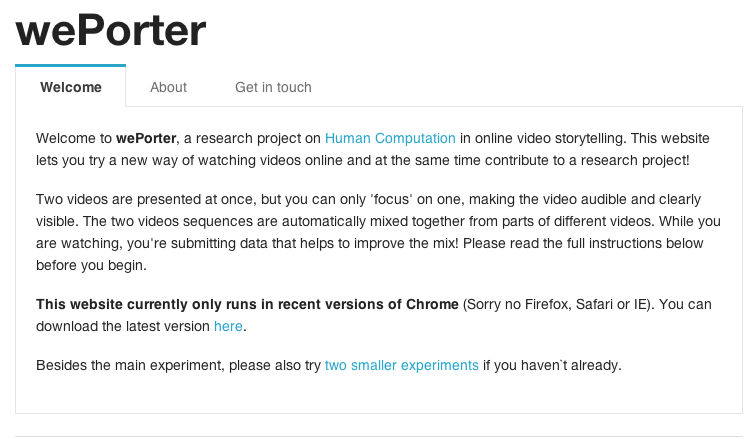 wePorter
Welcome About Get in touch
Welcome to wePorter, a research project on Human Computation in online video storytelling. This website
lets you try a new way of watching videos online and at the same time contribute to a research project!
Two videos are presented at once, but you can only 'focus' on one, making the video audible and clearly
visible. The two videos sequences are automatically mixed together from parts of different videos. While you
are watching, you're submitting data that helps to improve the mix! Please read the full instructions below
before you begin.
This website currently only runs in recent versions of Chrome (Sorry no Firefox, Safari or IE). You can
download the latest version here.
Besides the main experiment, please also try two smaller experiments if you haven`t already.